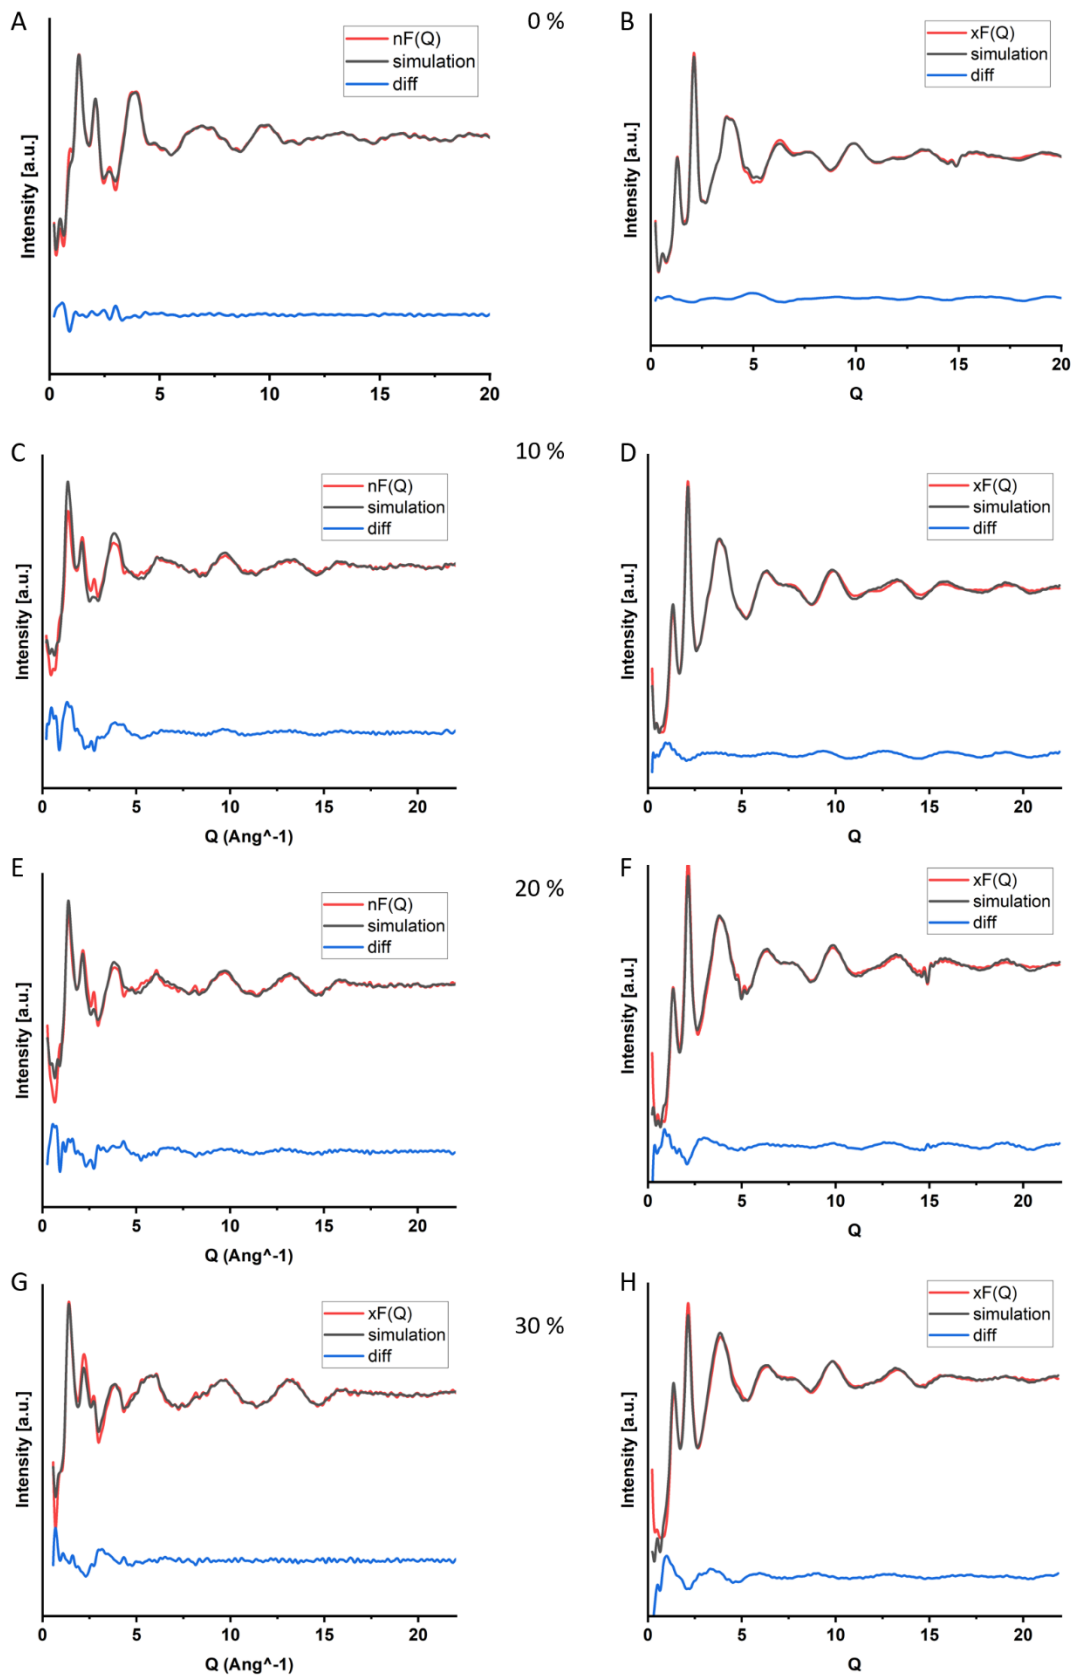 A
0 %
B
nF(Q)
simulation
diff
xF(Q)
simulation
diff
Intensity [a.u.]
Intensity [a.u.]
0 5 10 15 20
0 5 10 15 20
Q
C
10 %
D
nF(Q)
simulation
diff
xF(Q)
simulation
diff
Intensity [a.u.]
Intensity [a.u.]
0 5 10 15 20
0 5 10 15 20
Q (Ang^-1)
Q
E
20 %
F
nF(Q)
simulation
diff
xF(Q)
simulation
diff
Intensity [a.u.]
Intensity [a.u.]
0 5 10 15 20
0 5 10 15 20
Q (Ang^-1)
Q
G
30 %
H
xF(Q)
simulation
diff
xF(Q)
simulation
diff
Intensity [a.u.]
Intensity [a.u.]
0 5 10 15 20
0 5 10 15 20
Q (Ang^-1)
Q